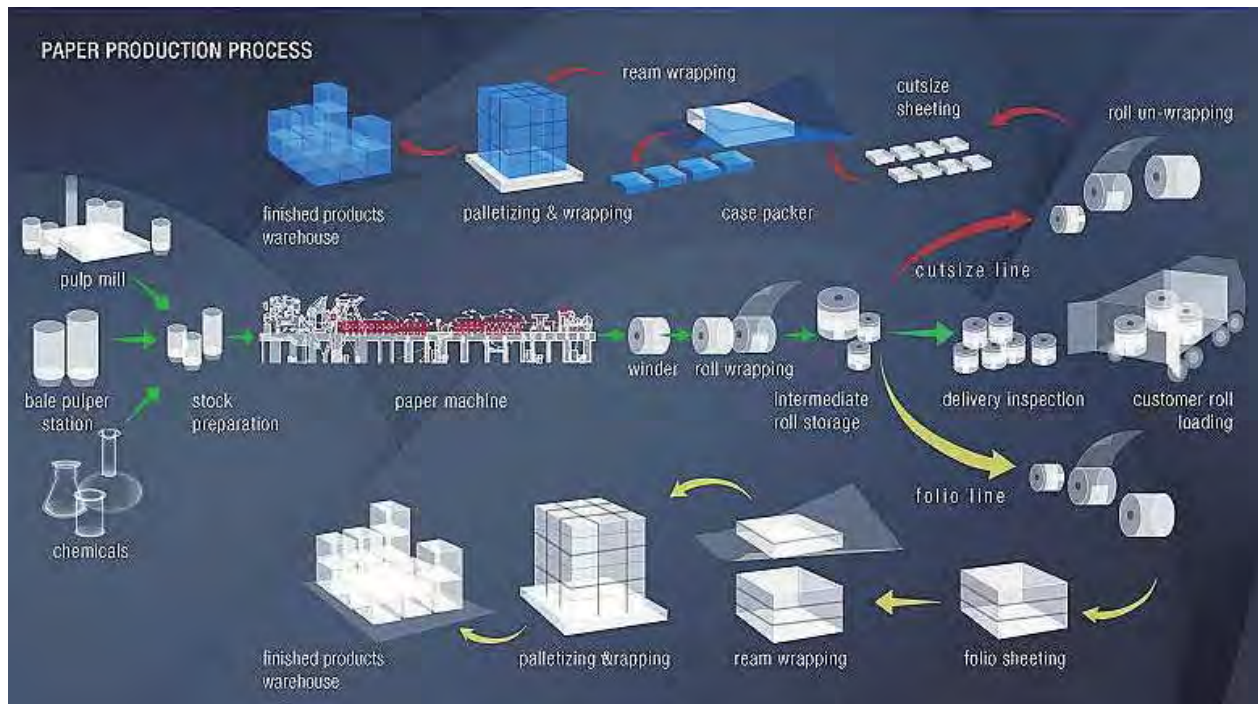 PAPER PRODUCTION PROCESS
ream wrapping
cutsize
sheeting
roll un-wrapping
finished products
warehouse
palletizing & wrapping
case packer
pulp mill
cutsize line
bale pulper
station
stock
preparation
paper machine
winder
roll wrapping
intermediate
roll storage
delivery inspection
customer roll
loading
folio line
chemicals
finished products
warehouse
palletizing &rapping
ream wrapping
folio sheeting